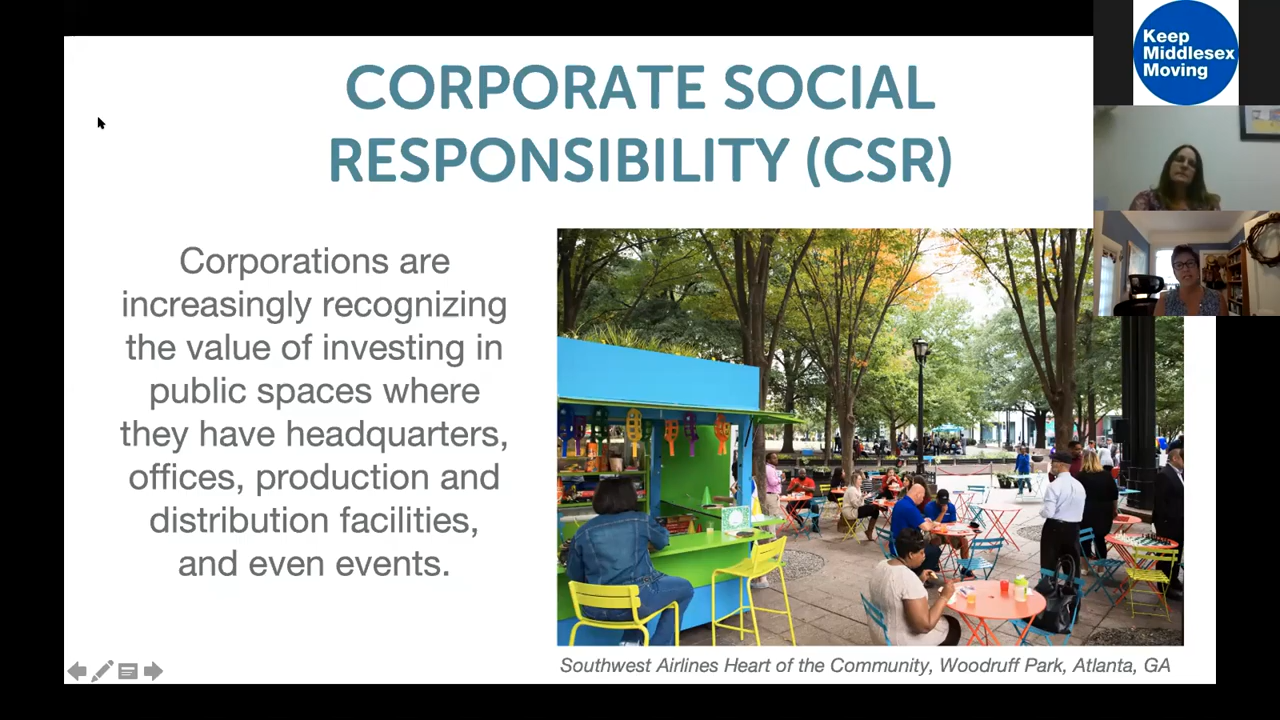 CORPORATE SOCIAL
RESPONSIBILITY (CSR)
Keep
Middlesex
Moving
Corporations are
increasingly recognizing
the value of investing in
public spaces where
they have headquarters,
offices, production and
distribution facilities,
and even events.
Southwest Airlines Heart of the Community, Woodruff Park, Atlanta, GA